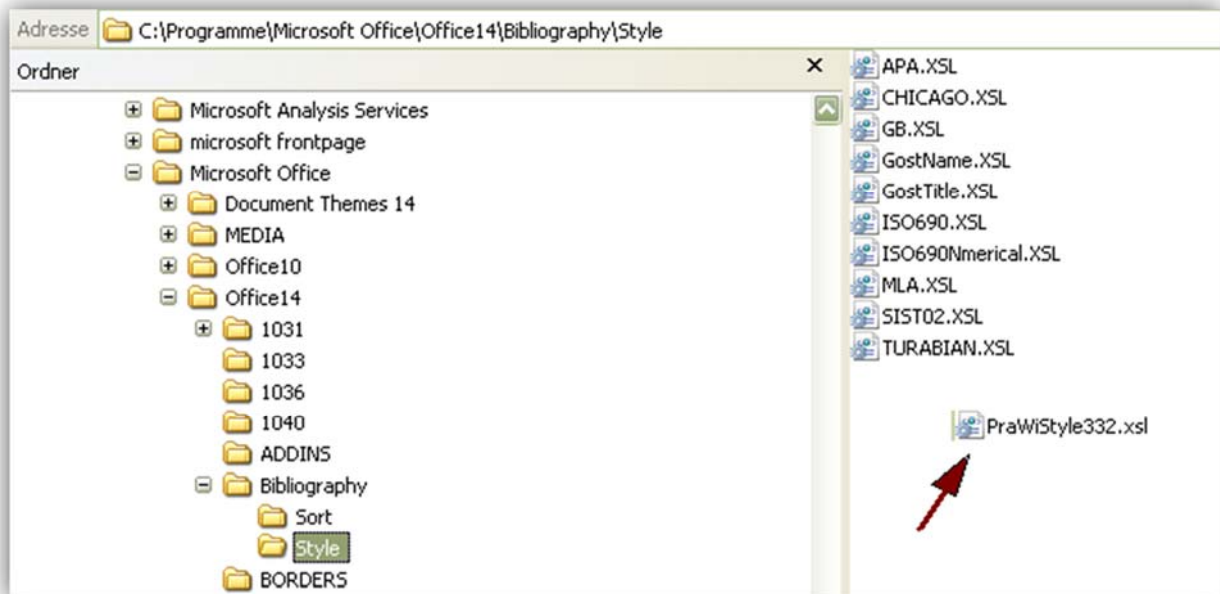 Adresse C:\Programme\Microsoft Office\Office14\Bibliography\Style
Ordner
Microsoft Analysis Services
microsoft frontpage
Microsoft Office
Document Themes 14
MEDIA
Office10
Office14
1031
1033
1036
1040
ADDINS
Bibliography
Sort
Style
BORDERS
APA.XSL
CHICAGO.XSL
GB.XSL
GostName.XSL
GostTitle.XSL
ISO690.XSL
ISO690Nmerical.XSL
MLA.XSL
SIST02.XSL
TURABIAN.XSL
PraWiStyle332.xsl